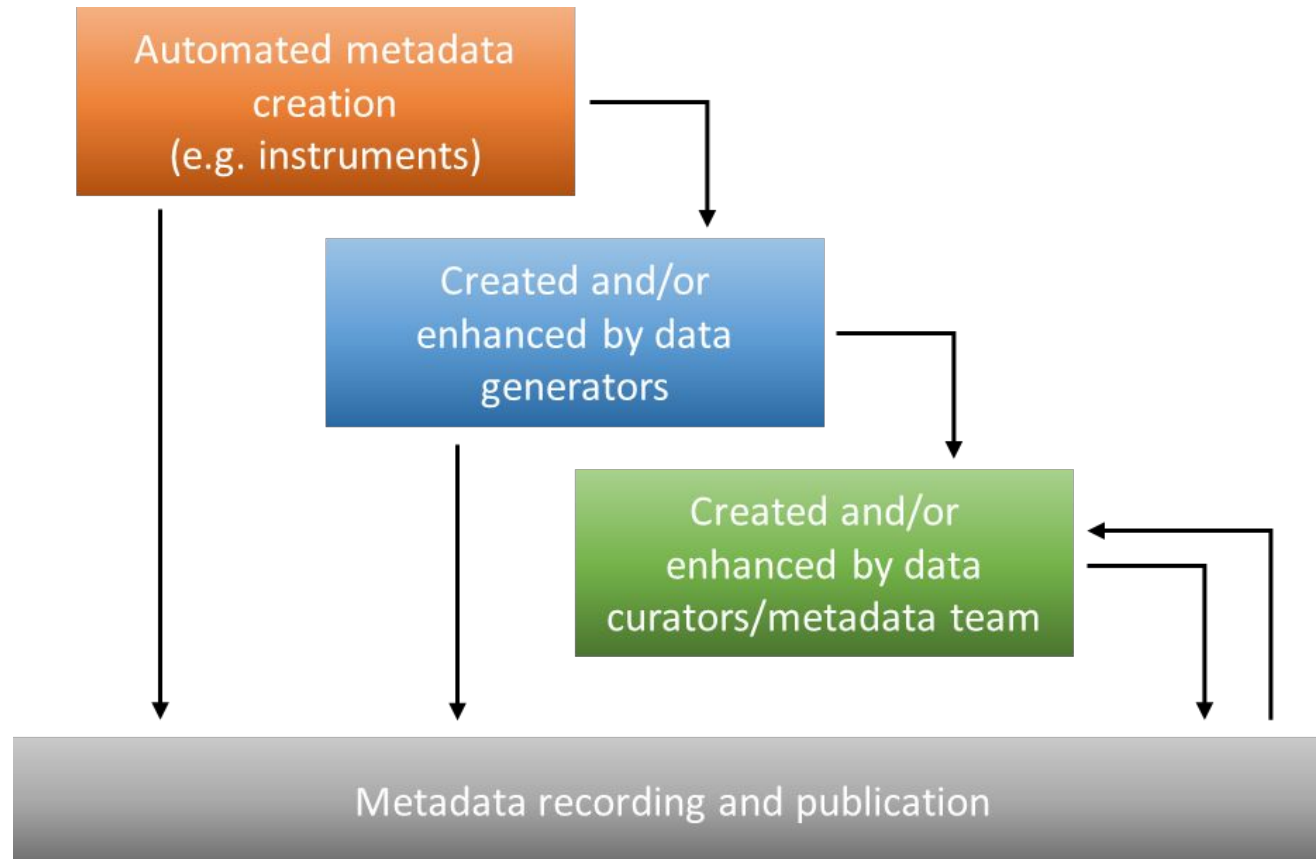 Automated metadata
creation
(e.g. instruments)
Created and/or
enhanced by data
generators
Created and/or
enhanced by data
curators/metadata team
Metadata recording and publication